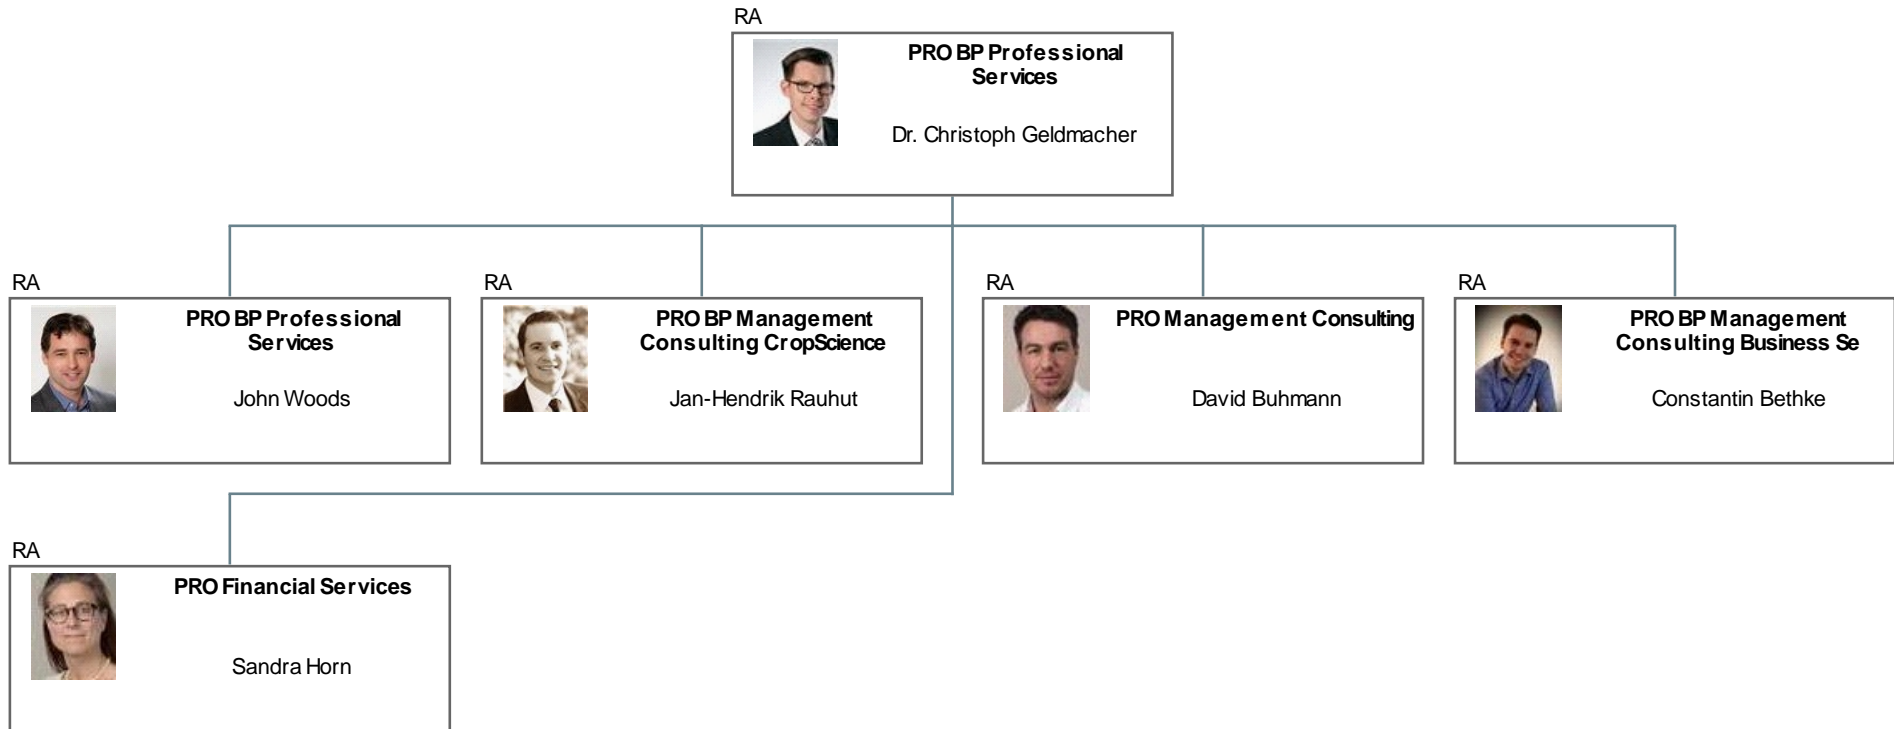 RA
PRO BP Professional
Services
Dr. Christoph Geldmacher
RA
PRO BP Professional
Services
John Woods
RA
PRO BP Management
Consulting CropScience
Jan-Hendrik Rauhut
RA
PRO Management Consulting
David Buhmann
RA
PRO BP Management
Consulting Business Se
Constantin Bethke
RA
PRO Financial Services
Sandra Horn